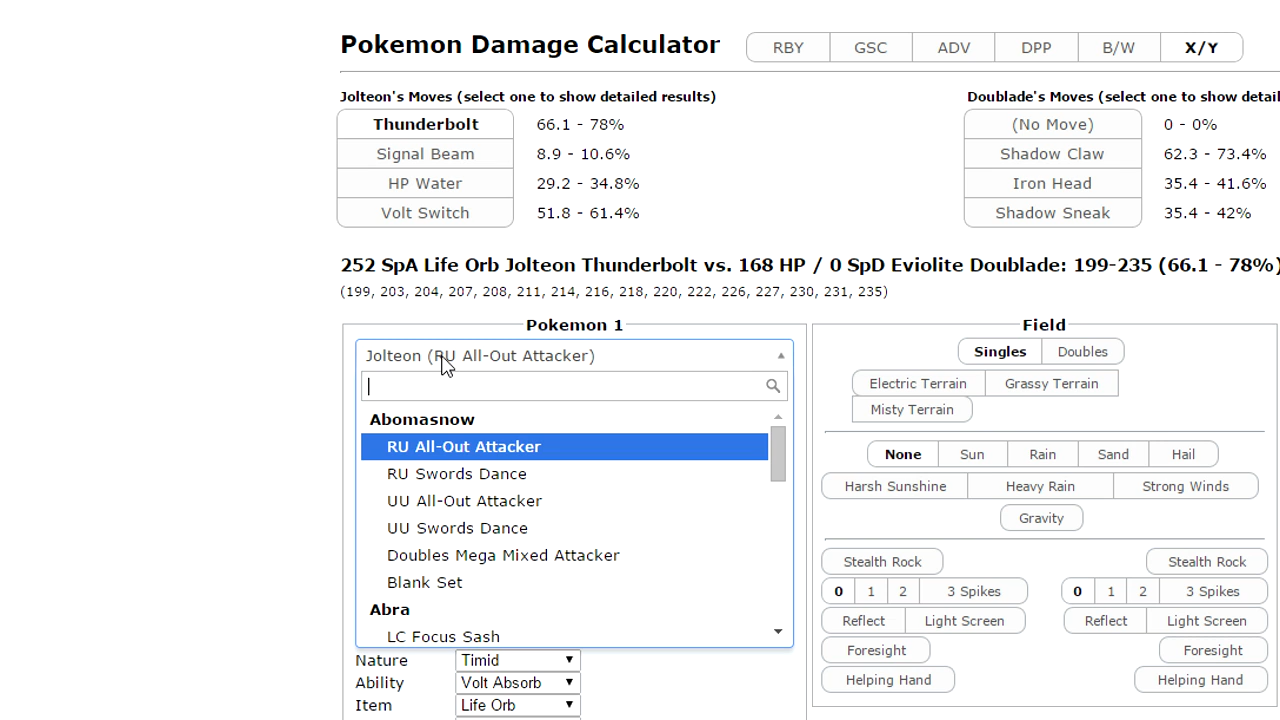 Pokemon Damage Calculator
RBY GSC ADV DPP B/W X/Y
Jolteon's Moves (select one to show detailed results)
Thunderbolt 66.1 - 78%
Signal Beam 8.9 - 10.6%
HP Water 29.2 - 34.8%
Volt Switch 51.8 - 61.4%
Doublade's Moves (select one to show detail
(No Move) 0 - 0%
Shadow Claw 62.3 - 73.4%
Iron Head 35.4 - 41.6%
Shadow Sneak 35.4 - 42%
252 SpA Life Orb Jolteon Thunderbolt vs. 168 HP / 0 SpD Eviolite Doublade: 199-235 (66.1 - 78%)
(199, 203, 204, 207, 208, 211, 214, 216, 218, 220, 222, 226, 227, 230, 231, 235)
Pokemon 1
Jolteon (RU All-Out Attacker)
Abomasnow
RU All-Out Attacker
RU Swords Dance
UU All-Out Attacker
UU Swords Dance
Doubles Mega Mixed Attacker
Blank Set
Abra
LC Focus Sash
Nature Timid
Ability Volt Absorb
Item Life Orb
Field
Singles Doubles
Electric Terrain Grassy Terrain
Misty Terrain
None Sun Rain Sand Hail
Harsh Sunshine Heavy Rain Strong Winds
Gravity
Stealth Rock Stealth Rock
0 1 2 3 Spikes 0 1 2 3 Spikes
Reflect Light Screen Reflect Light Screen
Foresight Foresight
Helping Hand Helping Hand